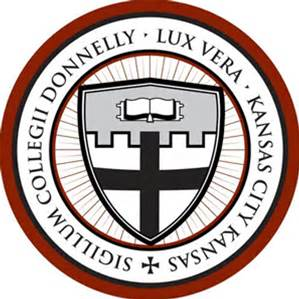 SIGILLUM COLLEGII DONNELLY · LUX VERA · KANSAS CITY KANSAS